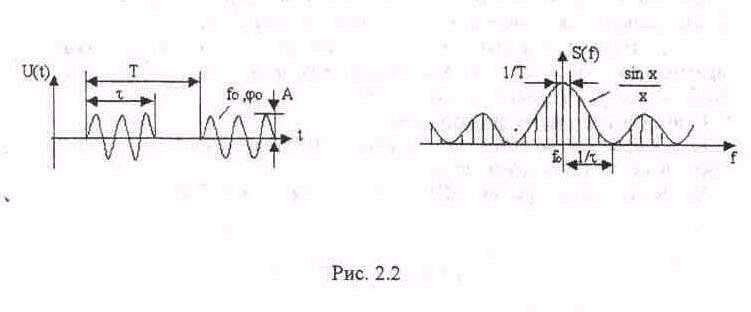 U(t)
T
τ
f₀,φ₀
A
t
S(f)
1/T
sin x
x
f₀
1/τ
f
Рис. 2.2